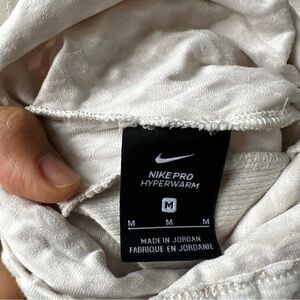 NIKE PRO
HYPERWARM
M
M M M
MADE IN JORDAN
FABRIQUE EN JORDANIE